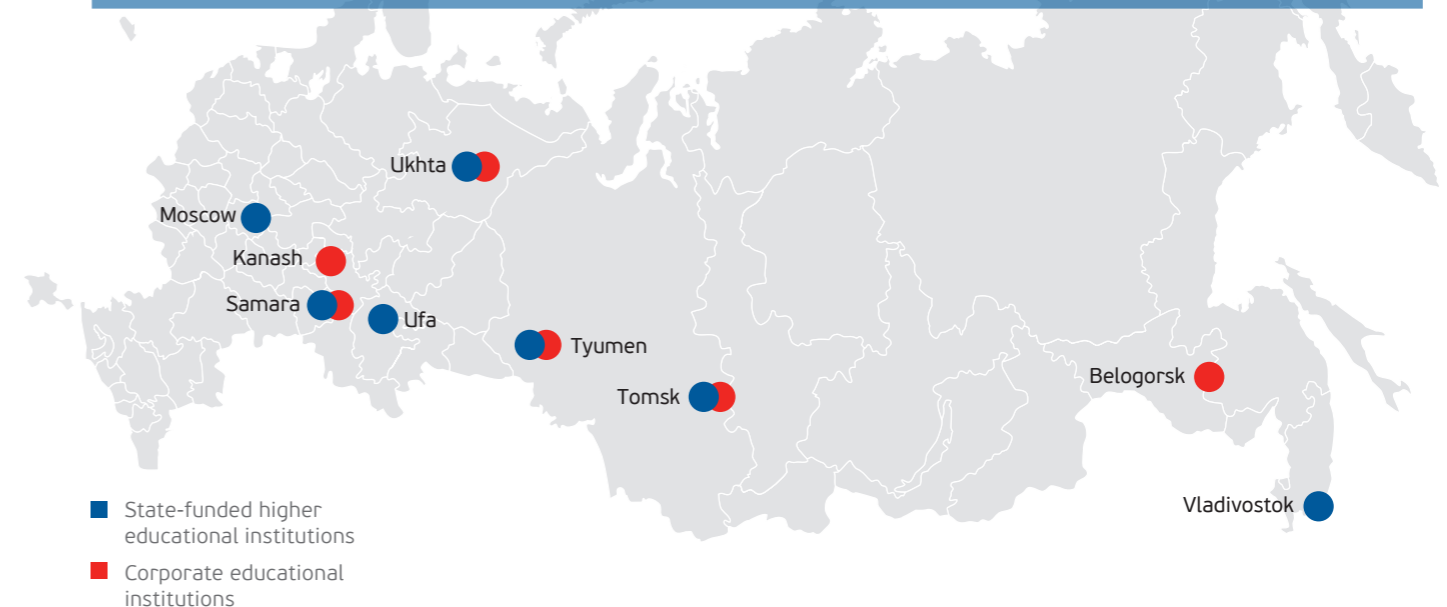 Ukhta
Moscow
Kanash
Samara
Ufa
Tyumen
Tomsk
Belogorsk
Vladivostok
State-funded higher
educational institutions
Corporate educational
institutions